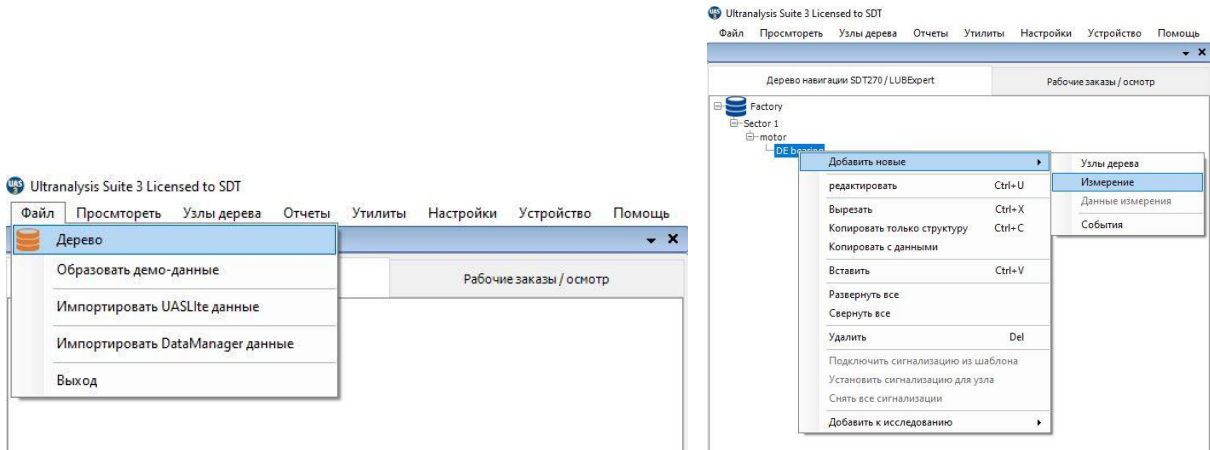 Ultranalysis Suite 3 Licensed to SDT
Файл Просмтореть Узлы дерева Отчеты Утилиты Настройки Устройство Помощь
Дерево
Рабочие заказы / осмотр
Образовать демо-данные
Импортировать UASLIte данные
Импортировать DataManager данные
Выход
Ultranalysis Suite 3 Licensed to SDT
Файл Просмтореть Узлы дерева Отчеты Утилиты Настройки Устройство Помощь
Дерево навигации SDT270 / LUBExpert Рабочие заказы / осмотр
Factory
Sector 1
motor
DE bearing
Добавить новые
Узлы дерева
редактировать Ctrl+U
Измерение
Вырезать Ctrl+X
Данные измерения
Копировать только структуру Ctrl+C
События
Копировать с данными
Вставить Ctrl+V
Развернуть все
Свернуть все
Удалить Del
Подключить сигнализацию из шаблона
Установить сигнализацию для узла
Снять все сигнализации
Добавить к исследованию